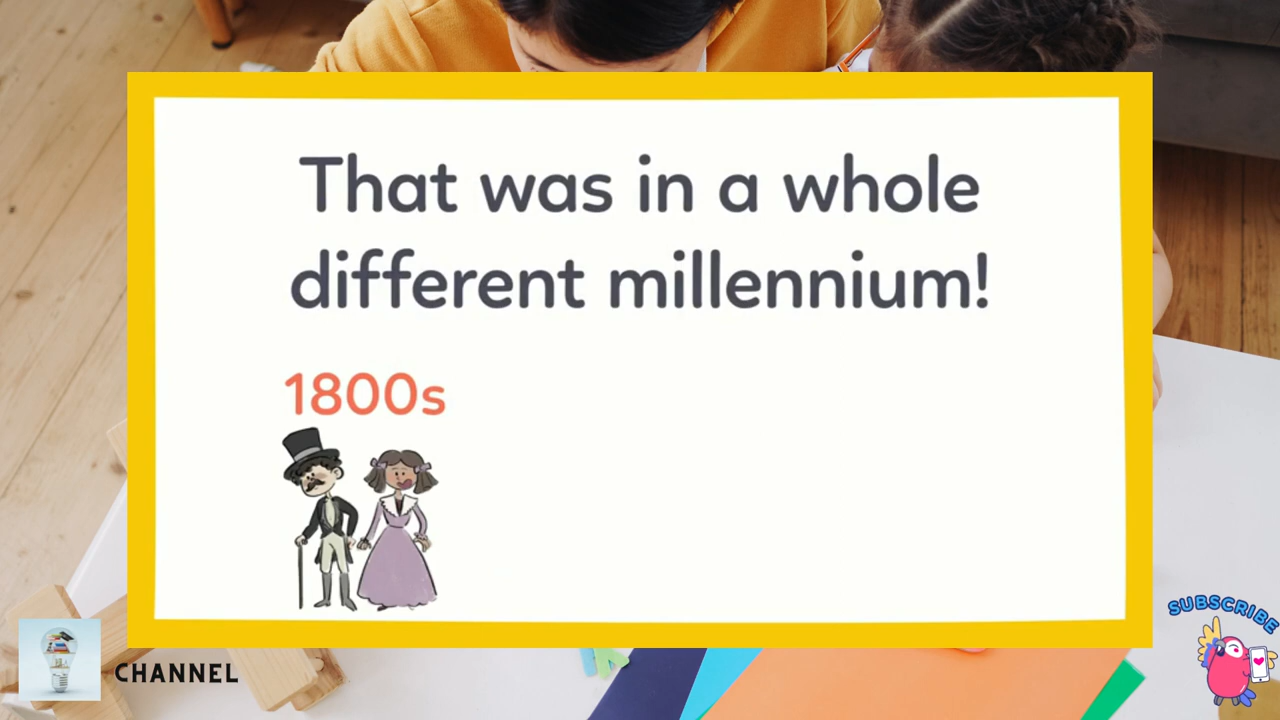 That was in a whole
different millennium!
1800s
CHANNEL
SUBSCRIBE